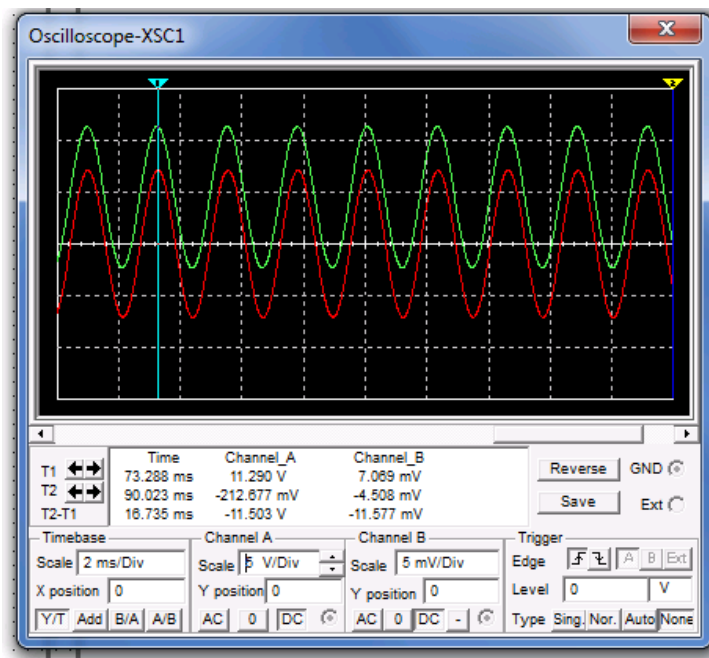 Oscilloscope-XSC1
x
1 2
Time Channel_A Channel_B
T1 73.288 ms 11.290 V 7.069 mV
T2 90.023 ms -212.677 mV -4.508 mV
T2-T1 16.735 ms -11.503 V -11.577 mV
Reverse GND
Save Ext
Timebase Channel A Channel B Trigger
Scale 2 ms/Div Scale 5 V/Div Scale 5 mV/Div Edge A B Ext
X position 0 Y position 0 Y position 0 Level 0 V
Y/T Add B/A A/B AC 0 DC AC 0 DC - Type Sing. Nor. Auto None